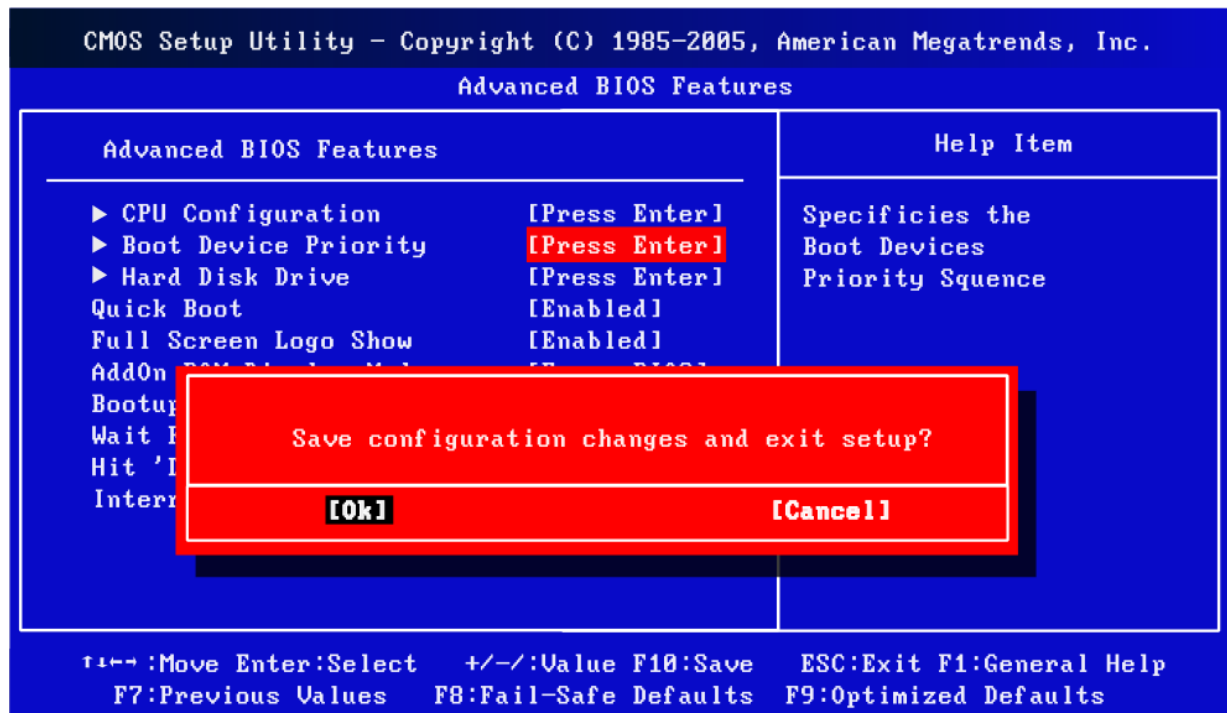 CMOS Setup Utility – Copyright (C) 1985–2005, American Megatrends, Inc.
Advanced BIOS Features
Advanced BIOS Features
▶ CPU Configuration [Press Enter]
▶ Boot Device Priority [Press Enter]
▶ Hard Disk Drive [Press Enter]
Quick Boot [Enabled]
Full Screen Logo Show [Enabled]
AddOn
Wait
Hit
Help Item
Specificies the
Boot Devices
Priority Squence
Save configuration changes and exit setup?
[Ok] [Cancel]
↑↓←→:Move Enter:Select +/-/:Value F10:Save ESC:Exit F1:General Help
F7:Previous Values F8:Fail-Safe Defaults F9:Optimized Defaults